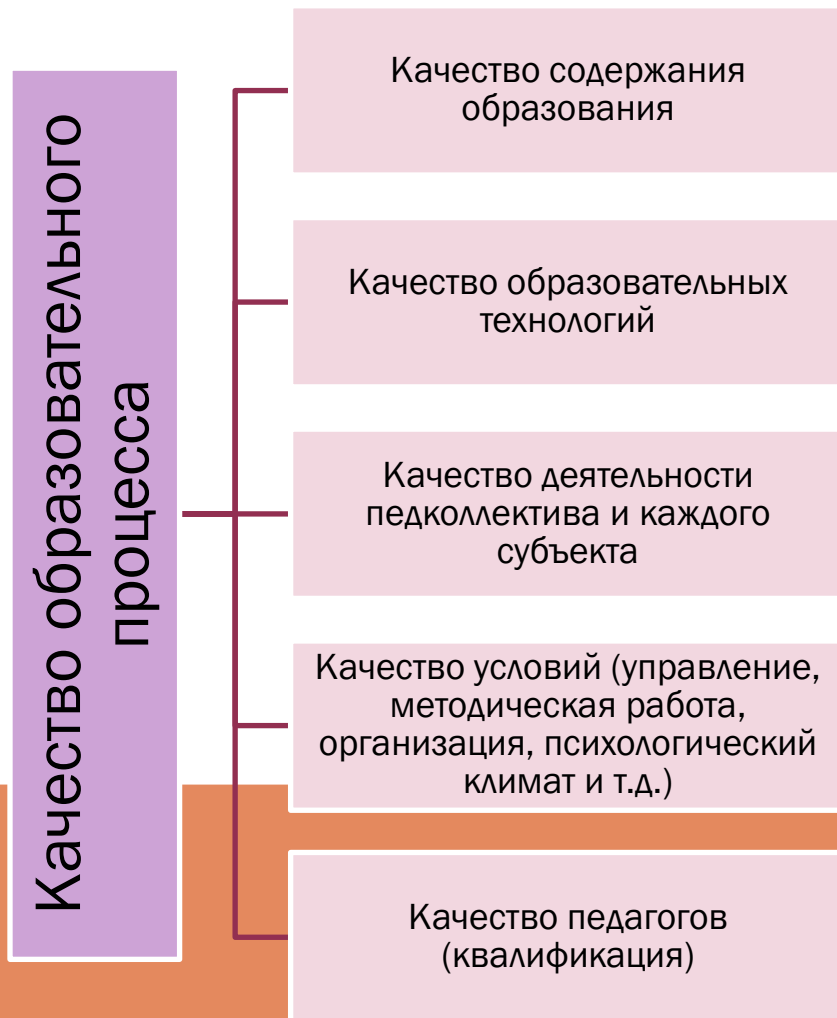 Качество образовательного
процесса
Качество содержания
образования
Качество образовательных
технологий
Качество деятельности
педколлектива и каждого
субъекта
Качество условий (управление,
методическая работа,
организация, психологический
климат и т.д.)
Качество педагогов
(квалификация)